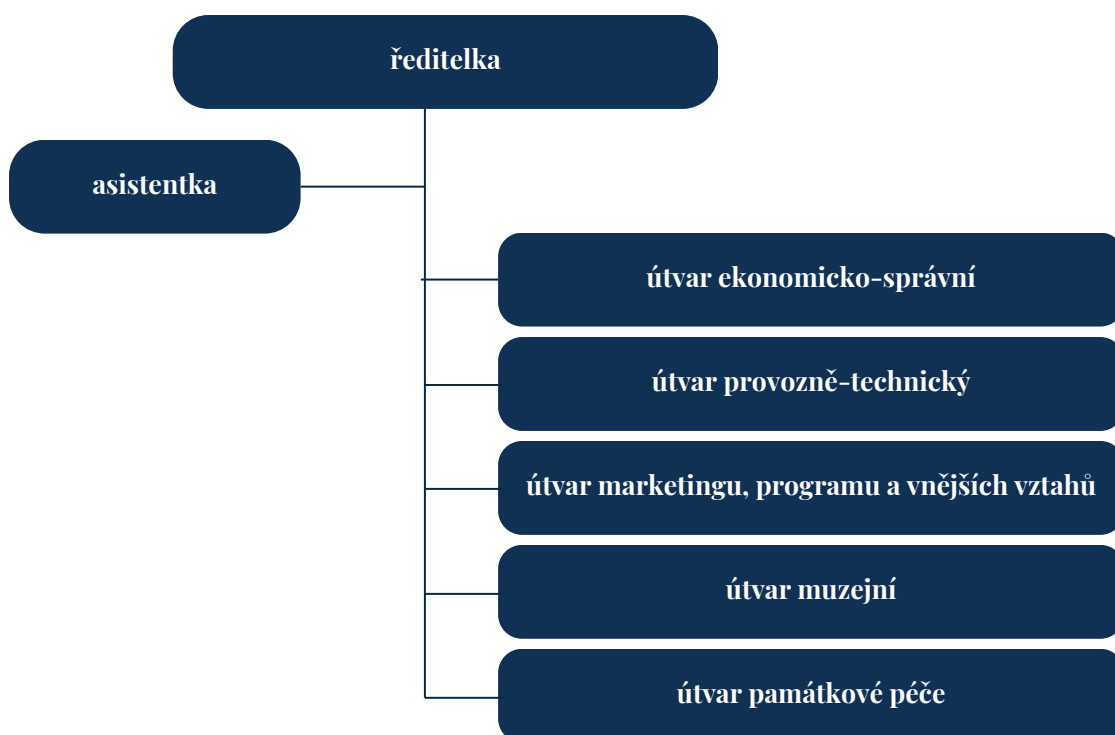 ředitelka
asistentka
útvar ekonomicko-správní
útvar provozně-technický
útvar marketingu, programu a vnějších vztahů
útvar muzejní
útvar památkové péče